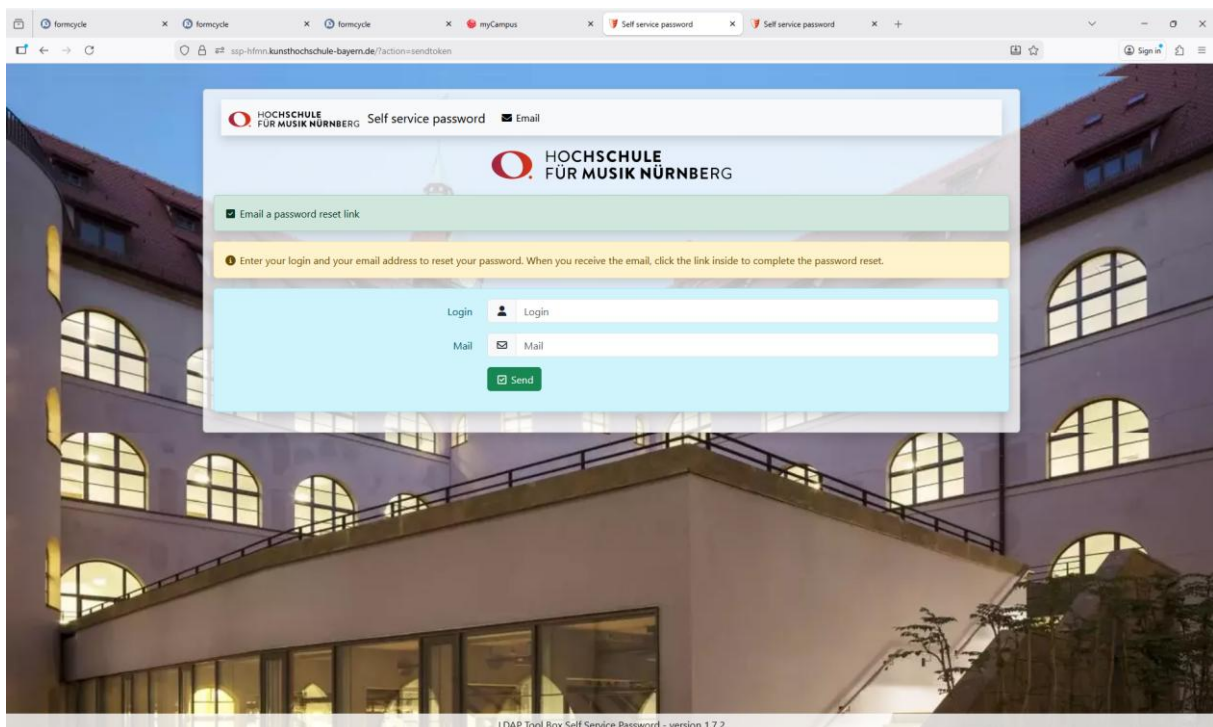 formcycle
formcycle
formcycle
myCampus
Self service password
Self service password
ssp-hfmn.kunsthochschule-bayern.de/?action=sendtoken
Sign in
HOCHSCHULE
FÜR MUSIK NÜRNBERG
Self service password
Email
HOCHSCHULE
FÜR MUSIK NÜRNBERG
Email a password reset link
Enter your login and your email address to reset your password. When you receive the email, click the link inside to complete the password reset.
Login
Login
Mail
Mail
Send
LDAP Tool Box Self Service Password - version 1.7.2